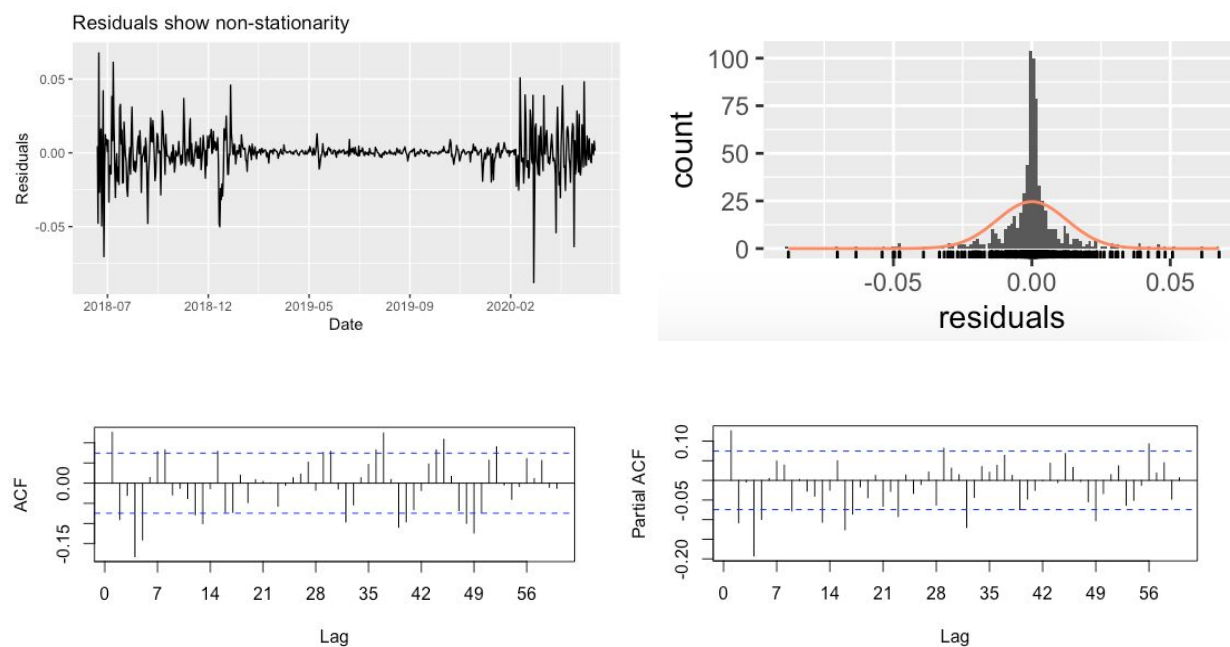 Residuals show non-stationarity
0.05
0.00
-0.05
Residuals
2018-07 2018-12 2019-05 2019-09 2020-02
Date
100
75
50
25
0
count
-0.05 0.00 0.05
residuals
0.00
-0.15
ACF
0 7 14 21 28 35 42 49 56
Lag
0.10
-0.05
-0.20
Partial ACF
0 7 14 21 28 35 42 49 56
Lag